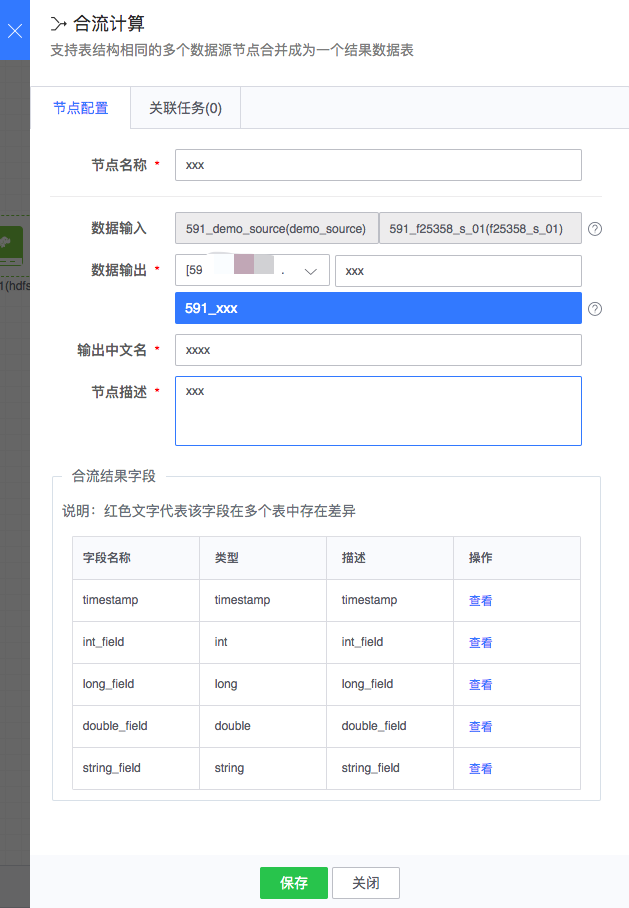 合流计算
支持表结构相同的多个数据源节点合并成为一个结果数据表
节点配置 关联任务(0)
节点名称 * xxx
数据输入 591_demo_source(demo_source) 591_f25358_s_01(f25358_s_01) ?
数据输出 * [59 . xxx
591_xxx ?
输出中文名 * xxxx
节点描述 * xxx
合流结果字段
说明：红色文字代表该字段在多个表中存在差异
字段名称 类型 描述 操作
timestamp timestamp timestamp 查看
int_field int int_field 查看
long_field long long_field 查看
double_field double double_field 查看
string_field string string_field 查看
保存 关闭
1(hdfs